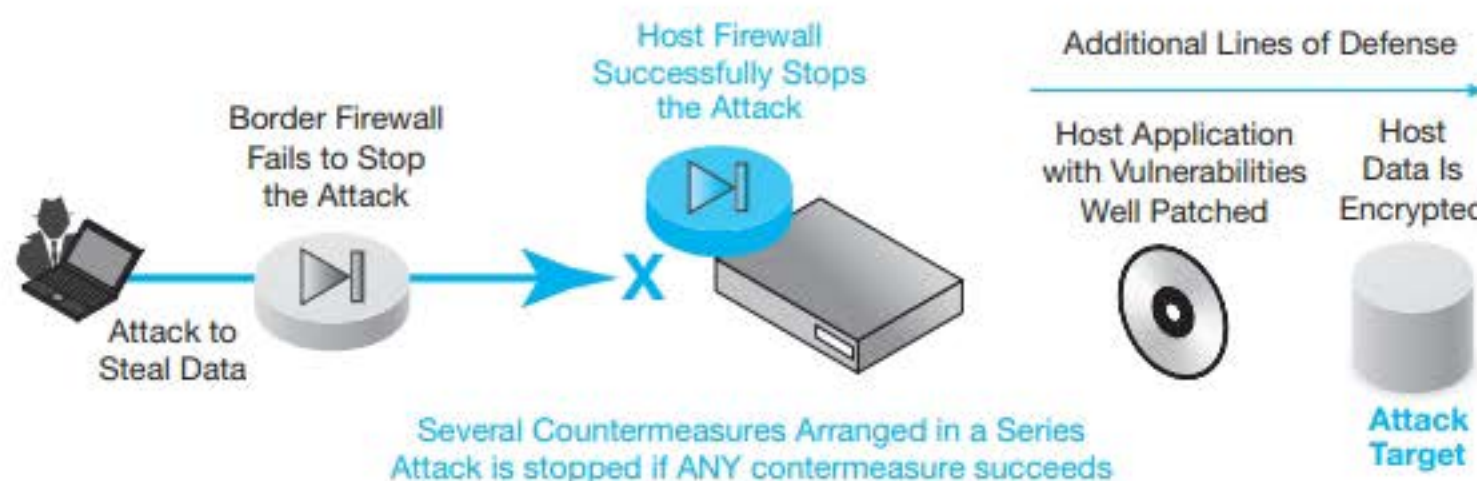 Host Firewall
Successfully Stops
the Attack
Additional Lines of Defense
Border Firewall
Fails to Stop
the Attack
Host Application
with Vulnerabilities
Well Patched
Host
Data Is
Encrypted
Attack to
Steal Data
X
Several Countermeasures Arranged in a Series
Attack is stopped if ANY contermeasure succeeds
Attack
Target